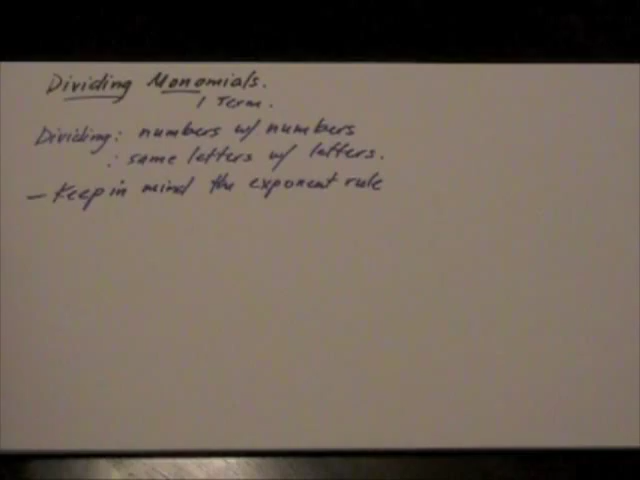 Dividing Monomials.
1 Term.
Dividing: numbers w/ numbers
: same letters w/ letters.
- Keep in mind the exponent rule